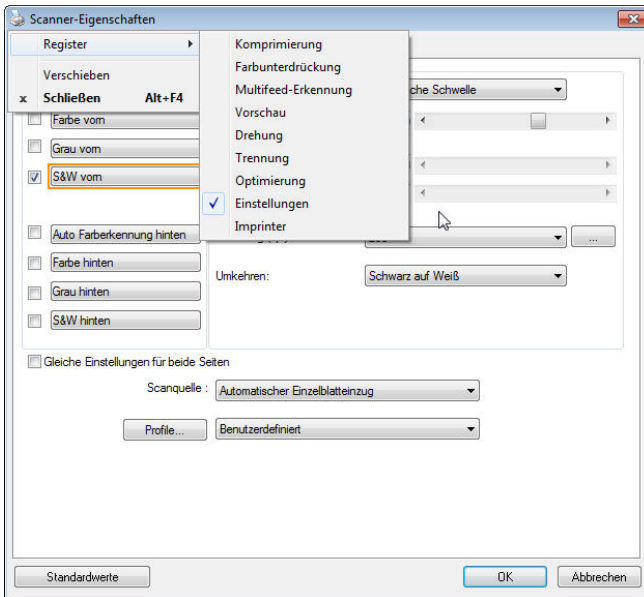 Scanner-Eigenschaften
Register
Verschieben
x Schließen Alt+F4
Komprimierung
Farbunterdrückung
Multifeed-Erkennung
Vorschau
Drehung
Trennung
Optimierung
Einstellungen
Imprinter
che Schwelle
Farbe vorn
Grau vorn
S&W vorn
Auto Farberkennung hinten
...
Farbe hinten
Umkehren: Schwarz auf Weiß
Grau hinten
S&W hinten
Gleiche Einstellungen für beide Seiten
Scanquelle : Automatischer Einzelblatteinzug
Profile... Benutzerdefiniert
Standardwerte OK Abbrechen